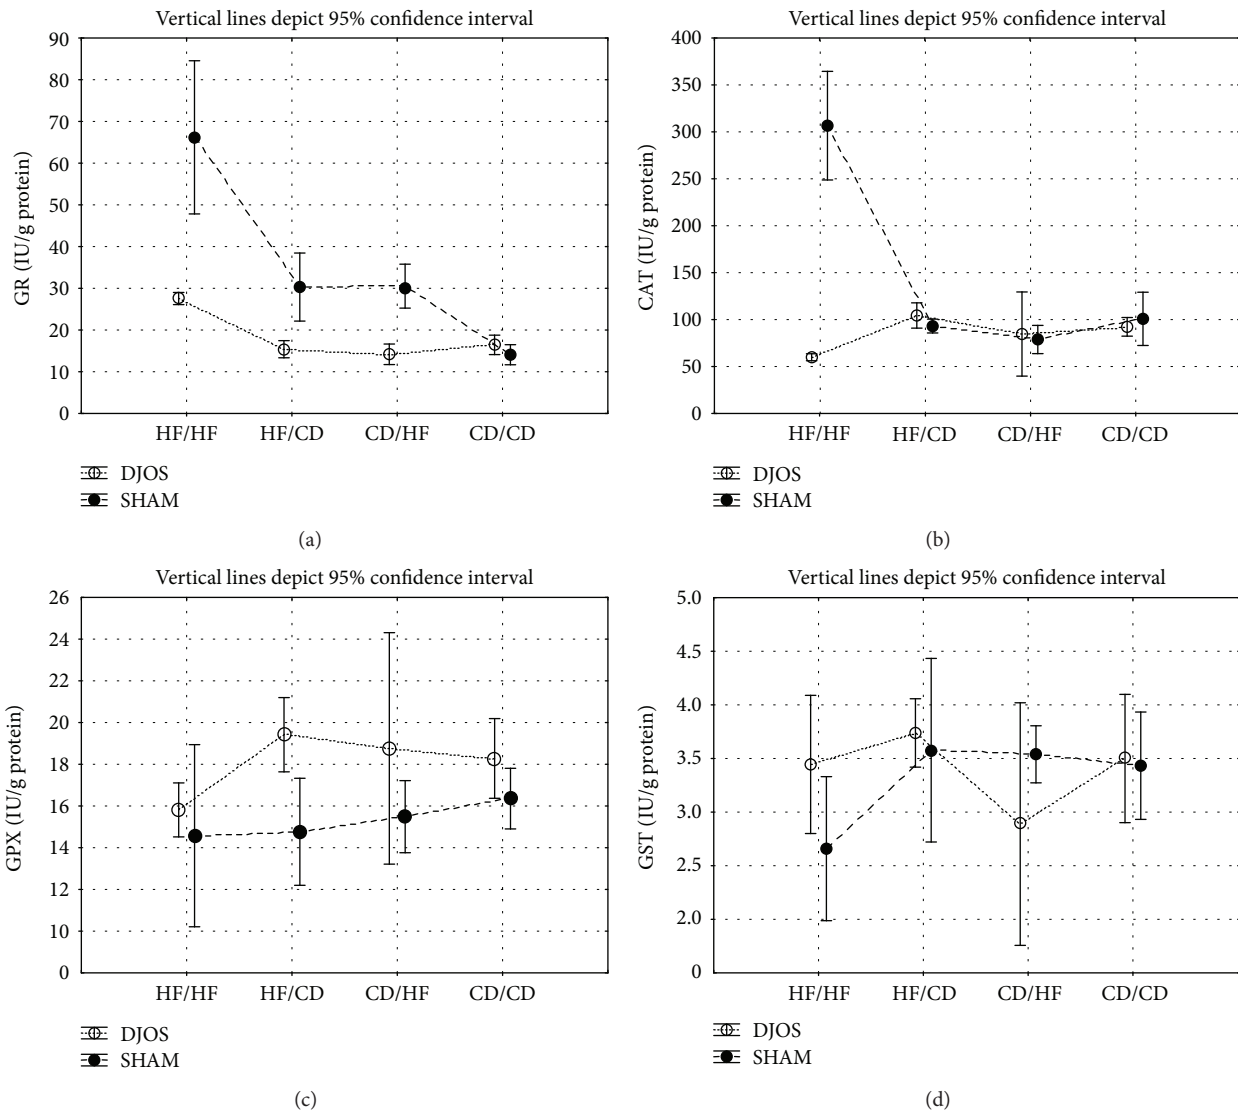 Vertical lines depict 95% confidence interval
GR (IU/g protein)
90
80
70
60
50
40
30
20
10
0
HF/HF HF/CD CD/HF CD/CD
DJOS
SHAM
(a)
Vertical lines depict 95% confidence interval
CAT (IU/g protein)
400
350
300
250
200
150
100
50
0
HF/HF HF/CD CD/HF CD/CD
DJOS
SHAM
(b)
Vertical lines depict 95% confidence interval
GPX (IU/g protein)
26
24
22
20
18
16
14
12
10
0
HF/HF HF/CD CD/HF CD/CD
DJOS
SHAM
(c)
Vertical lines depict 95% confidence interval
GST (IU/g protein)
5.0
4.5
4.0
3.5
3.0
2.5
2.0
0
HF/HF HF/CD CD/HF CD/CD
DJOS
SHAM
(d)